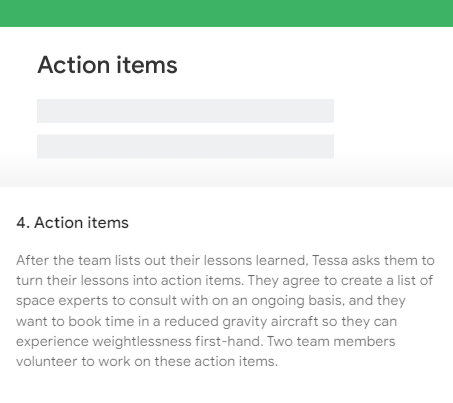 Action items
4. Action items
After the team lists out their lessons learned, Tessa asks them to
turn their lessons into action items. They agree to create a list of
space experts to consult with on an ongoing basis, and they
want to book time in a reduced gravity aircraft so they can
experience weightlessness first-hand. Two team members
volunteer to work on these action items.